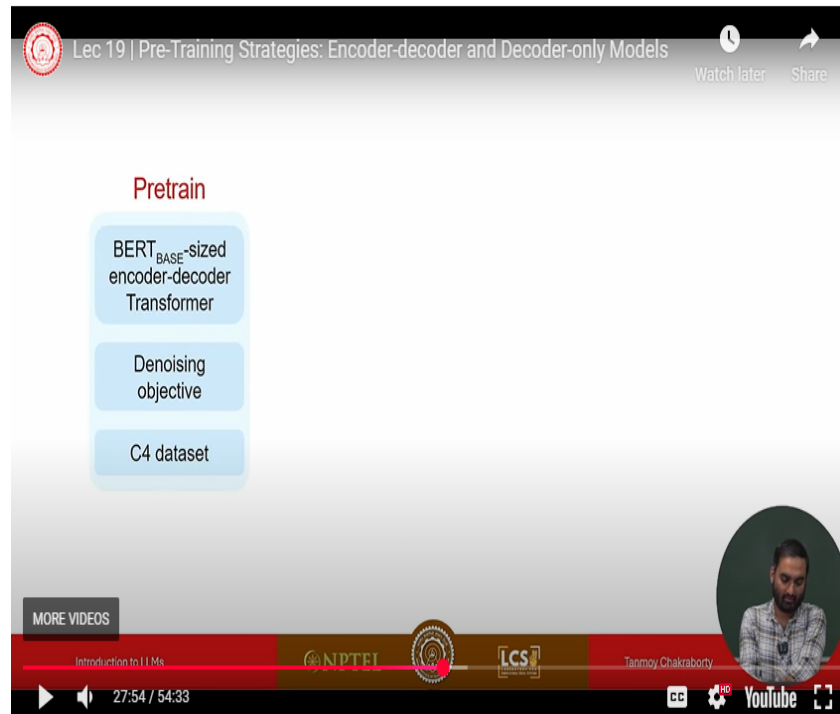 Lec 19 | Pre-Training Strategies: Encoder-decoder and Decoder-only Models
Watch later
Share
Pretrain
BERT_BASE-sized
encoder-decoder
Transformer
Denoising
objective
C4 dataset
MORE VIDEOS
Introduction to LLMs
NPTEL
LCS
Tanmoy Chakraborty
27:54 / 54:33
CC
HD
YouTube